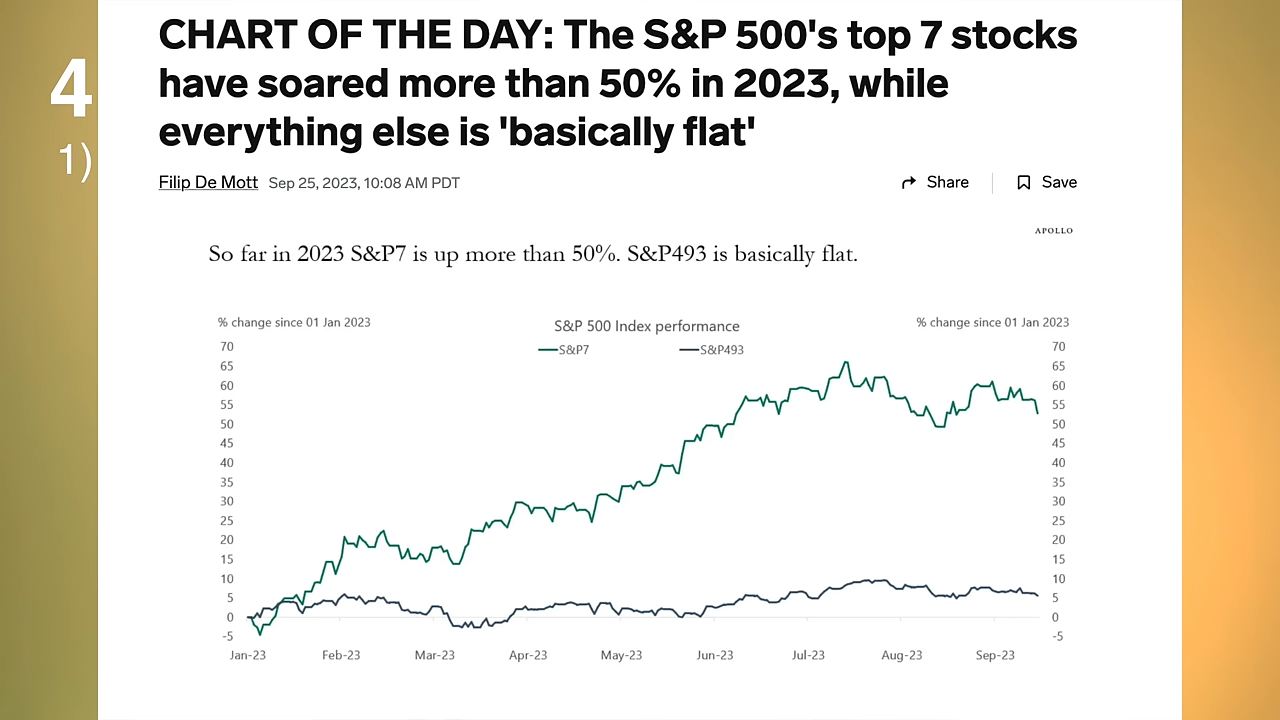 4
1)
CHART OF THE DAY: The S&P 500's top 7 stocks
have soared more than 50% in 2023, while
everything else is 'basically flat'
Filip De Mott Sep 25, 2023, 10:08 AM PDT
Share
Save
APOLLO
So far in 2023 S&P7 is up more than 50%. S&P493 is basically flat.
% change since 01 Jan 2023
S&P 500 Index performance
% change since 01 Jan 2023
S&P7
S&P493
70
65
60
55
50
45
40
35
30
25
20
15
10
5
0
-5
70
65
60
55
50
45
40
35
30
25
20
15
10
5
0
-5
Jan-23 Feb-23 Mar-23 Apr-23 May-23 Jun-23 Jul-23 Aug-23 Sep-23